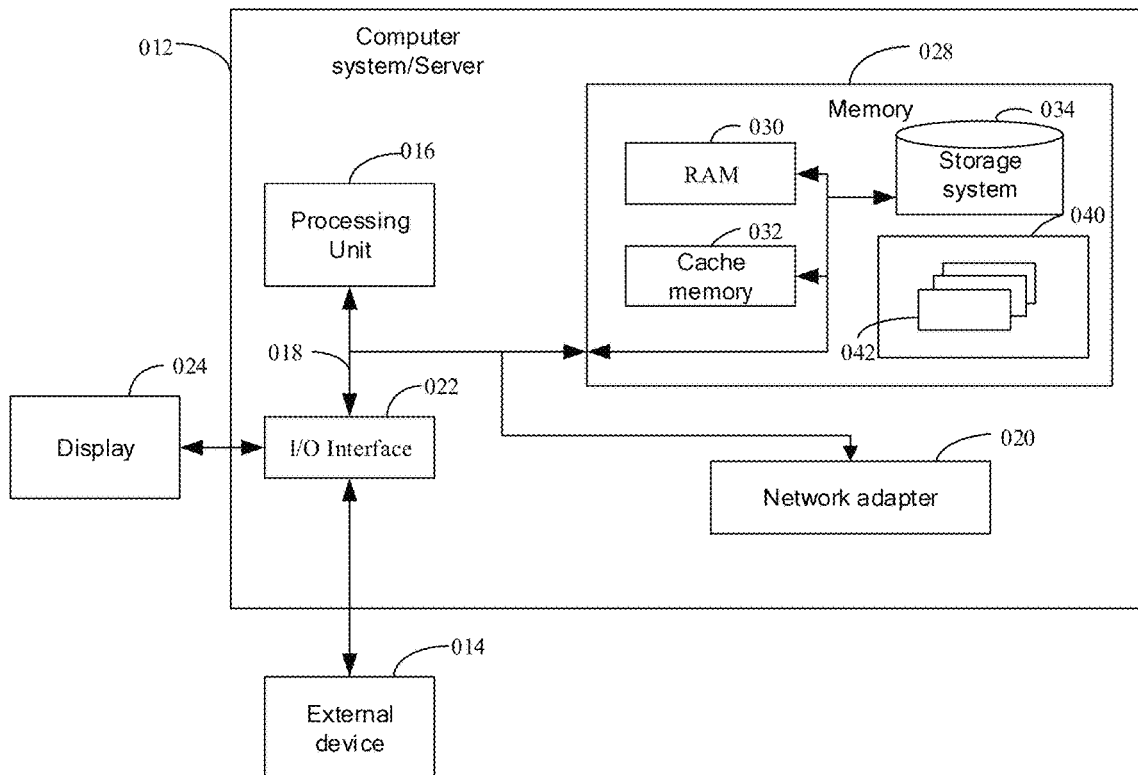 012
Computer
system/Server
028
Memory
034
030
RAM
Storage
system
016
Processing
Unit
032
Cache
memory
040
042
018
024
022
Display
I/O Interface
020
Network adapter
014
External
device